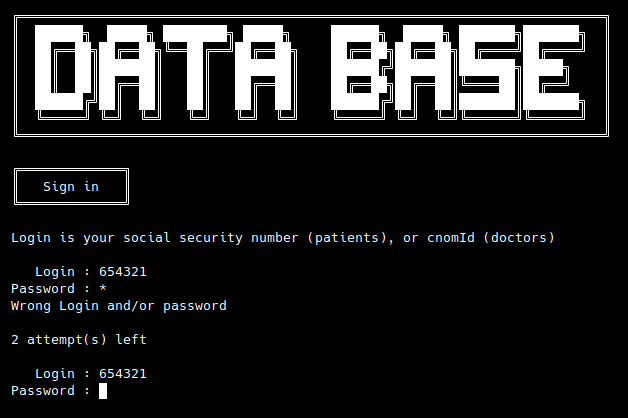 DATA BASE
Sign in
Login is your social security number (patients), or cnomId (doctors)
Login : 654321
Password : *
Wrong Login and/or password
2 attempt(s) left
Login : 654321
Password :